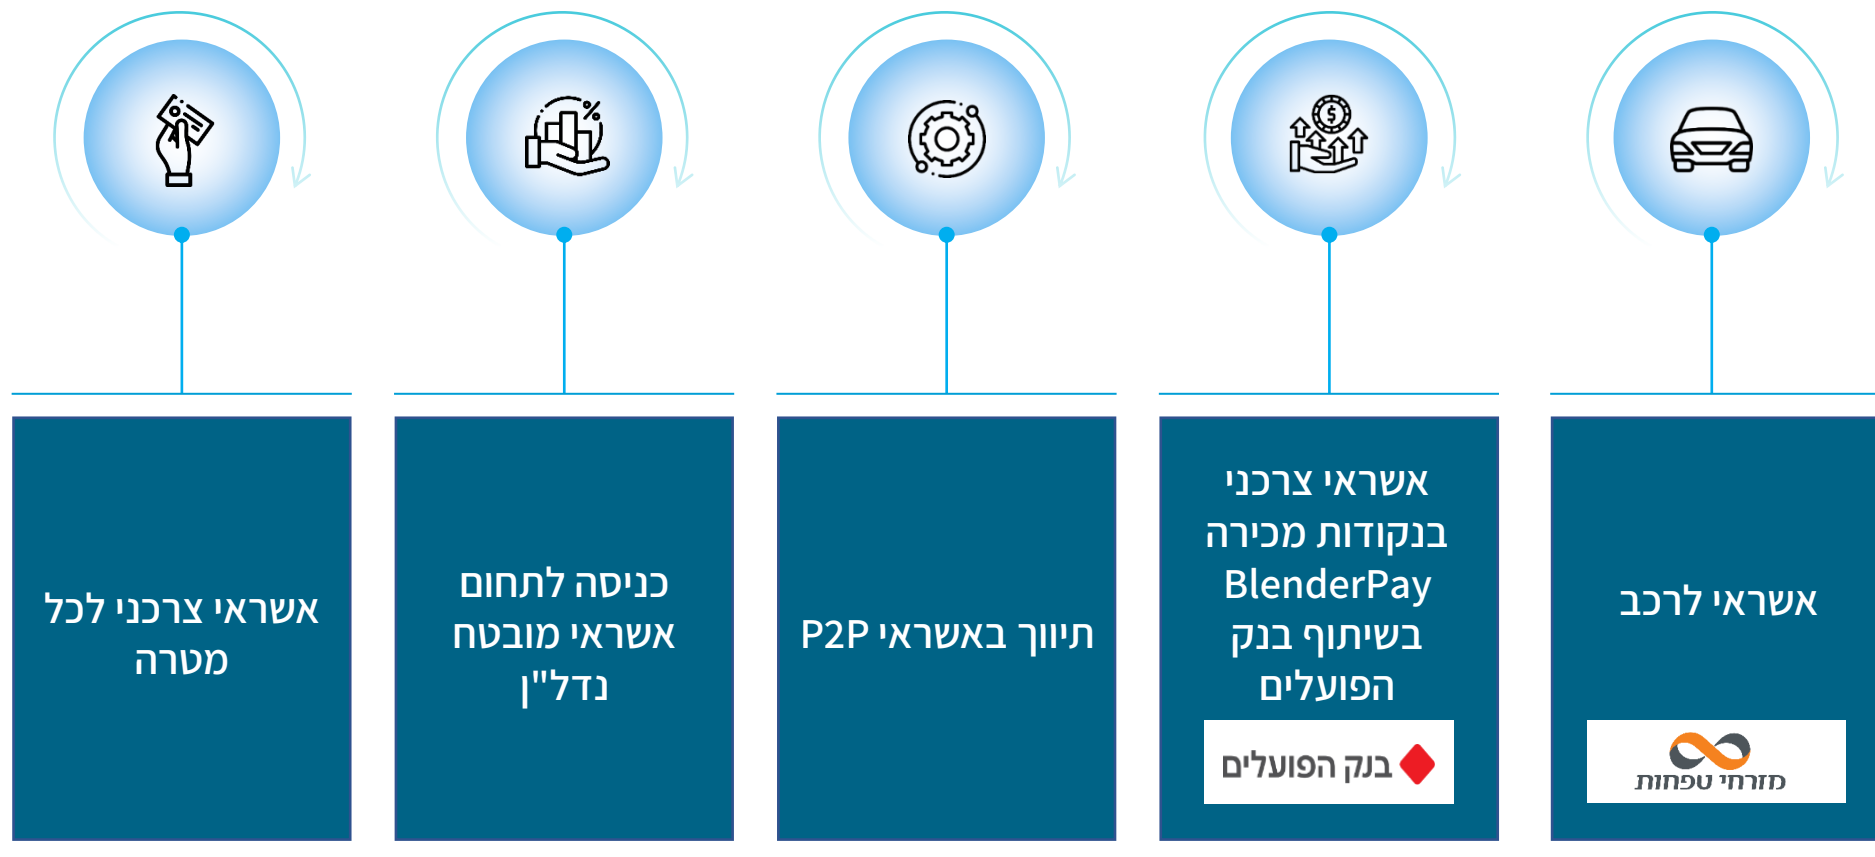 אשראי לרכב
מזרחי טפחות
אשראי צרכני
בנקודות מכירה
BlenderPay
בשיתוף בנק
הפועלים
בנק הפועלים
תיווך באשראי P2P
כניסה לתחום
אשראי מובטח
נדל"ן
אשראי צרכני לכל
מטרה